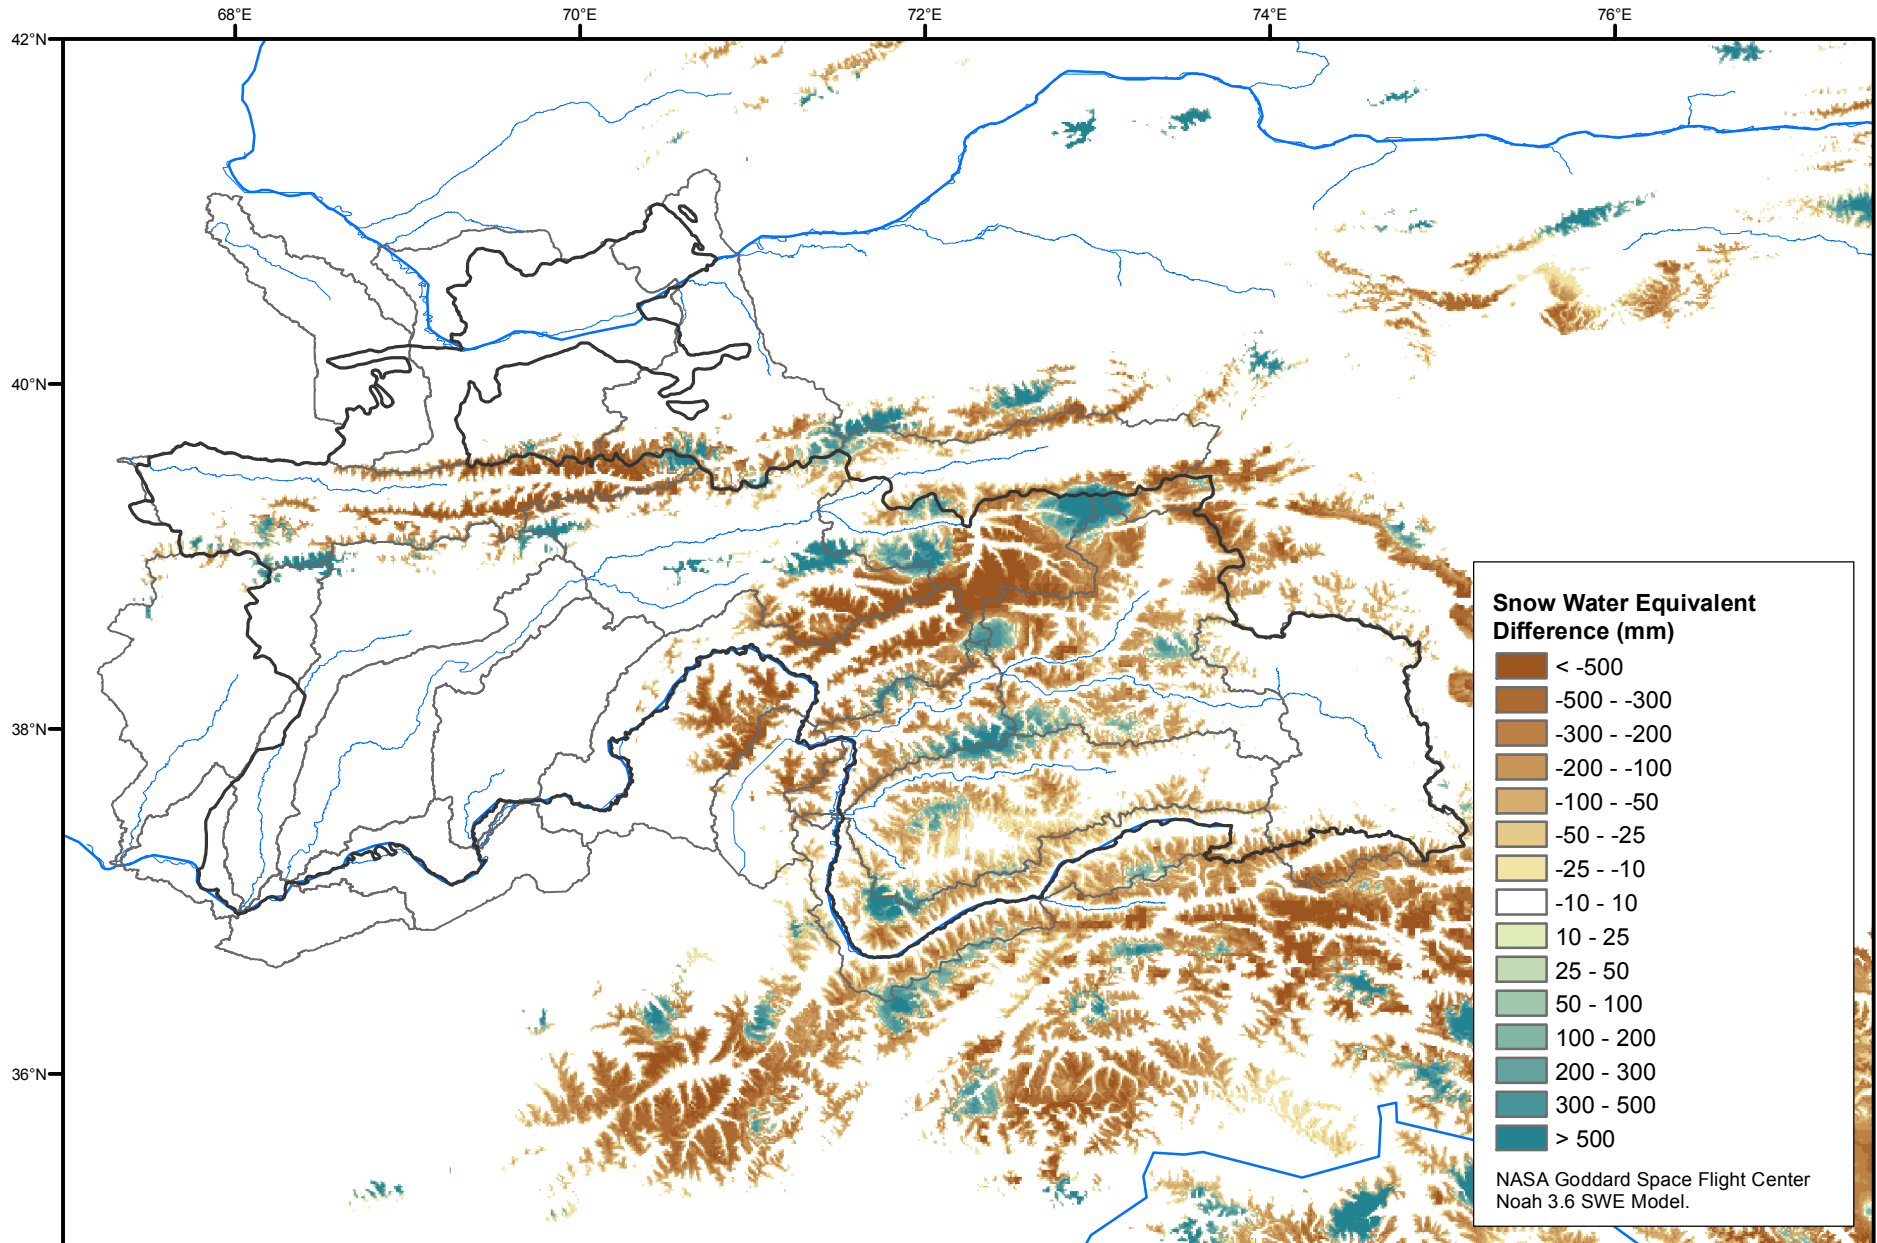 68°E
70°E
72°E
74°E
76°E
42°N
40°N
38°N
36°N
Snow Water Equivalent
Difference (mm)
< -500
-500 - -300
-300 - -200
-200 - -100
-100 - -50
-50 - -25
-25 - -10
-10 - 10
10 - 25
25 - 50
50 - 100
100 - 200
200 - 300
300 - 500
> 500
NASA Goddard Space Flight Center
Noah 3.6 SWE Model.